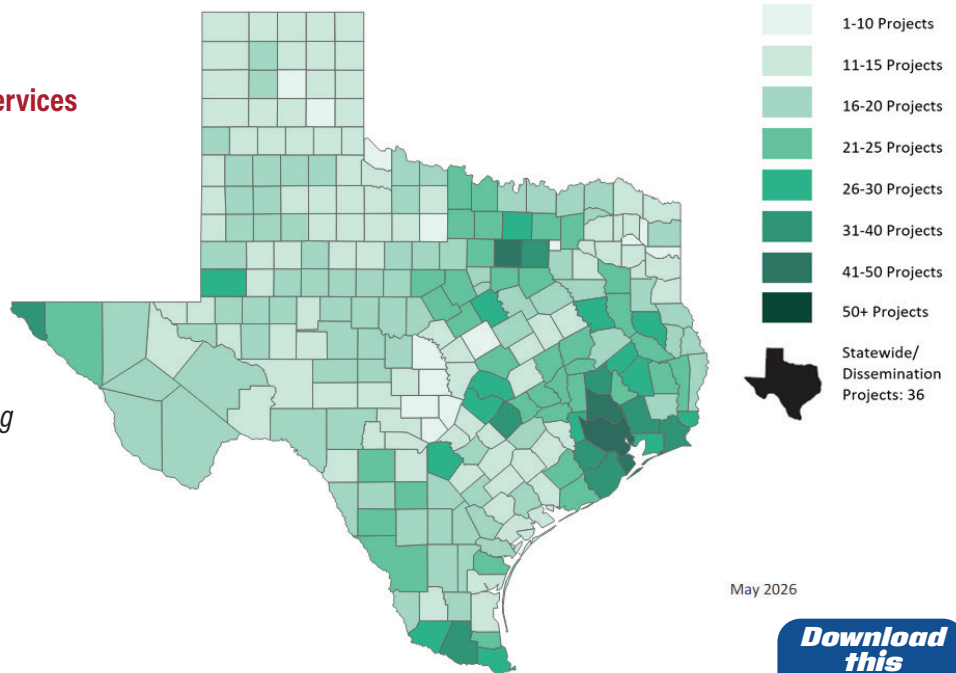 ervices
g
1-10 Projects
11-15 Projects
16-20 Projects
21-25 Projects
26-30 Projects
31-40 Projects
41-50 Projects
50+ Projects
Statewide/
Dissemination
Projects: 36
May 2026
Download
this